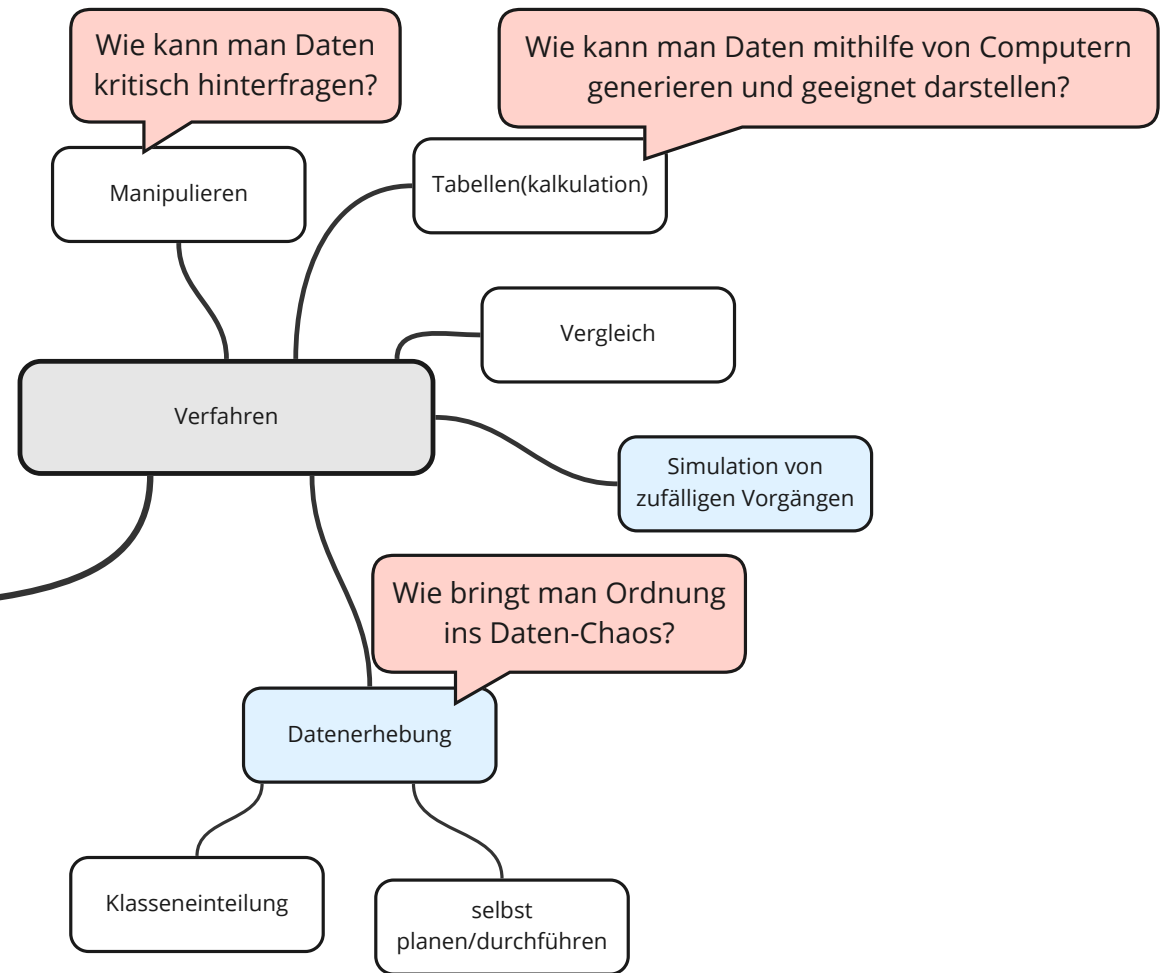 Wie kann man Daten
kritisch hinterfragen?
Wie kann man Daten mithilfe von Computern
generieren und geeignet darstellen?
Manipulieren
Tabellen(kalkulation)
Vergleich
Verfahren
Simulation von
zufälligen Vorgängen
Wie bringt man Ordnung
ins Daten-Chaos?
Datenerhebung
Klasseneinteilung
selbst
planen/durchführen